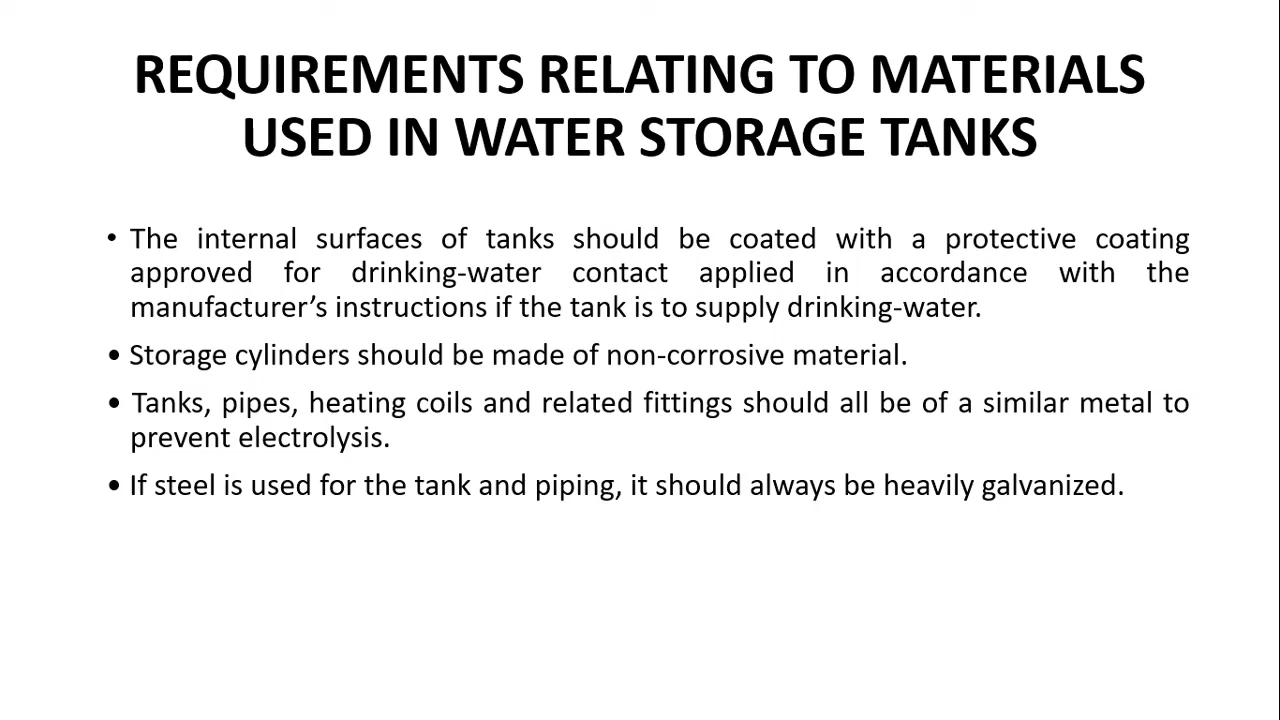 REQUIREMENTS RELATING TO MATERIALS
USED IN WATER STORAGE TANKS
• The internal surfaces of tanks should be coated with a protective coating
approved for drinking-water contact applied in accordance with the
manufacturer’s instructions if the tank is to supply drinking-water.
• Storage cylinders should be made of non-corrosive material.
• Tanks, pipes, heating coils and related fittings should all be of a similar metal to
prevent electrolysis.
• If steel is used for the tank and piping, it should always be heavily galvanized.